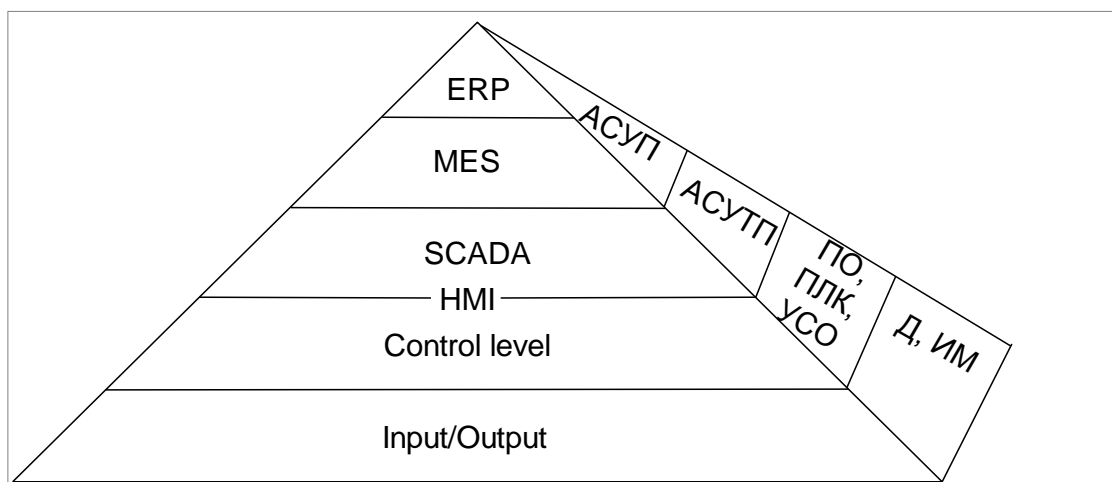 ERP
MES
SCADA
HMI
Control level
Input/Output
АСУП
АСУТП
ПО,
ПЛК,
УСО
Д, ИМ